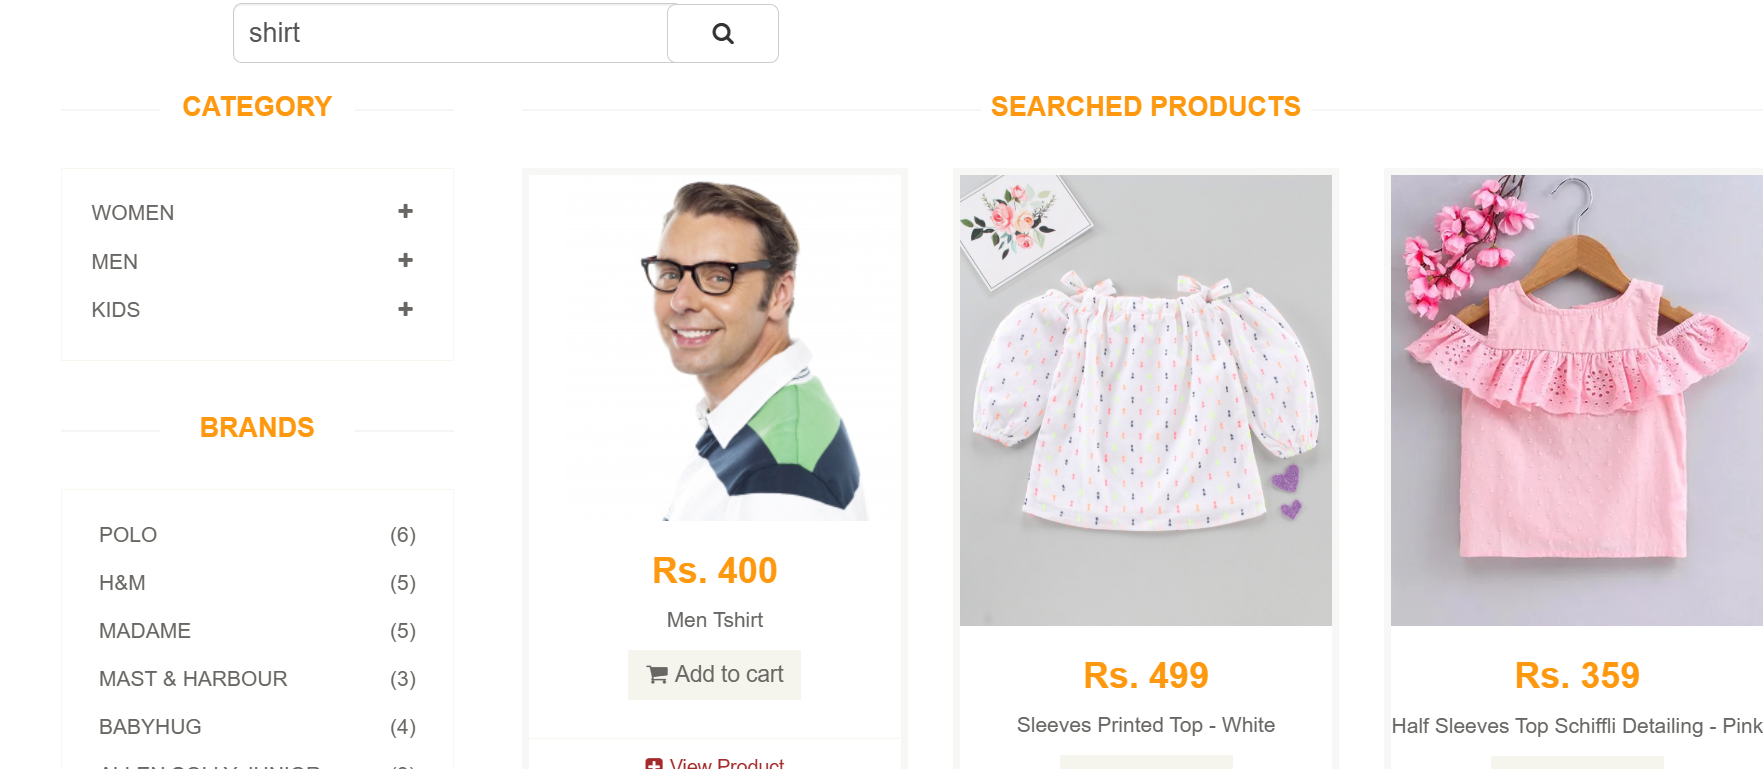 shirt
CATEGORY
WOMEN
MEN
KIDS
BRANDS
POLO (6)
H&M (5)
MADAME (5)
MAST & HARBOUR (3)
BABYHUG (4)
SEARCHED PRODUCTS
Rs. 400
Men Tshirt
Add to cart
View Product
Rs. 499
Sleeves Printed Top - White
Rs. 359
Half Sleeves Top Schiffli Detailing - Pink